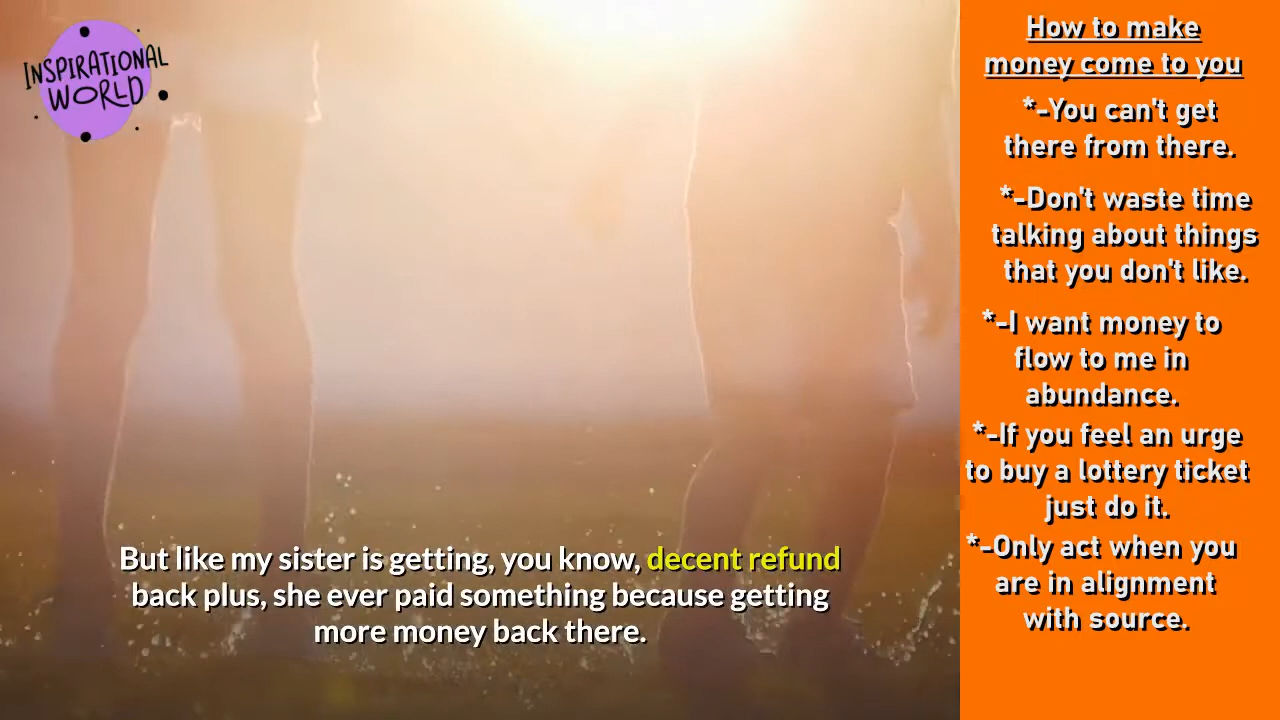 INSPIRATIONAL
WORLD
But like my sister is getting, you know, decent refund
back plus, she ever paid something because getting
more money back there.
How to make
money come to you
*-You can't get
there from there.
*-Don't waste time
talking about things
that you don't like.
*-I want money to
flow to me in
abundance.
*-If you feel an urge
to buy a lottery ticket
just do it.
*-Only act when you
are in alignment
with source.